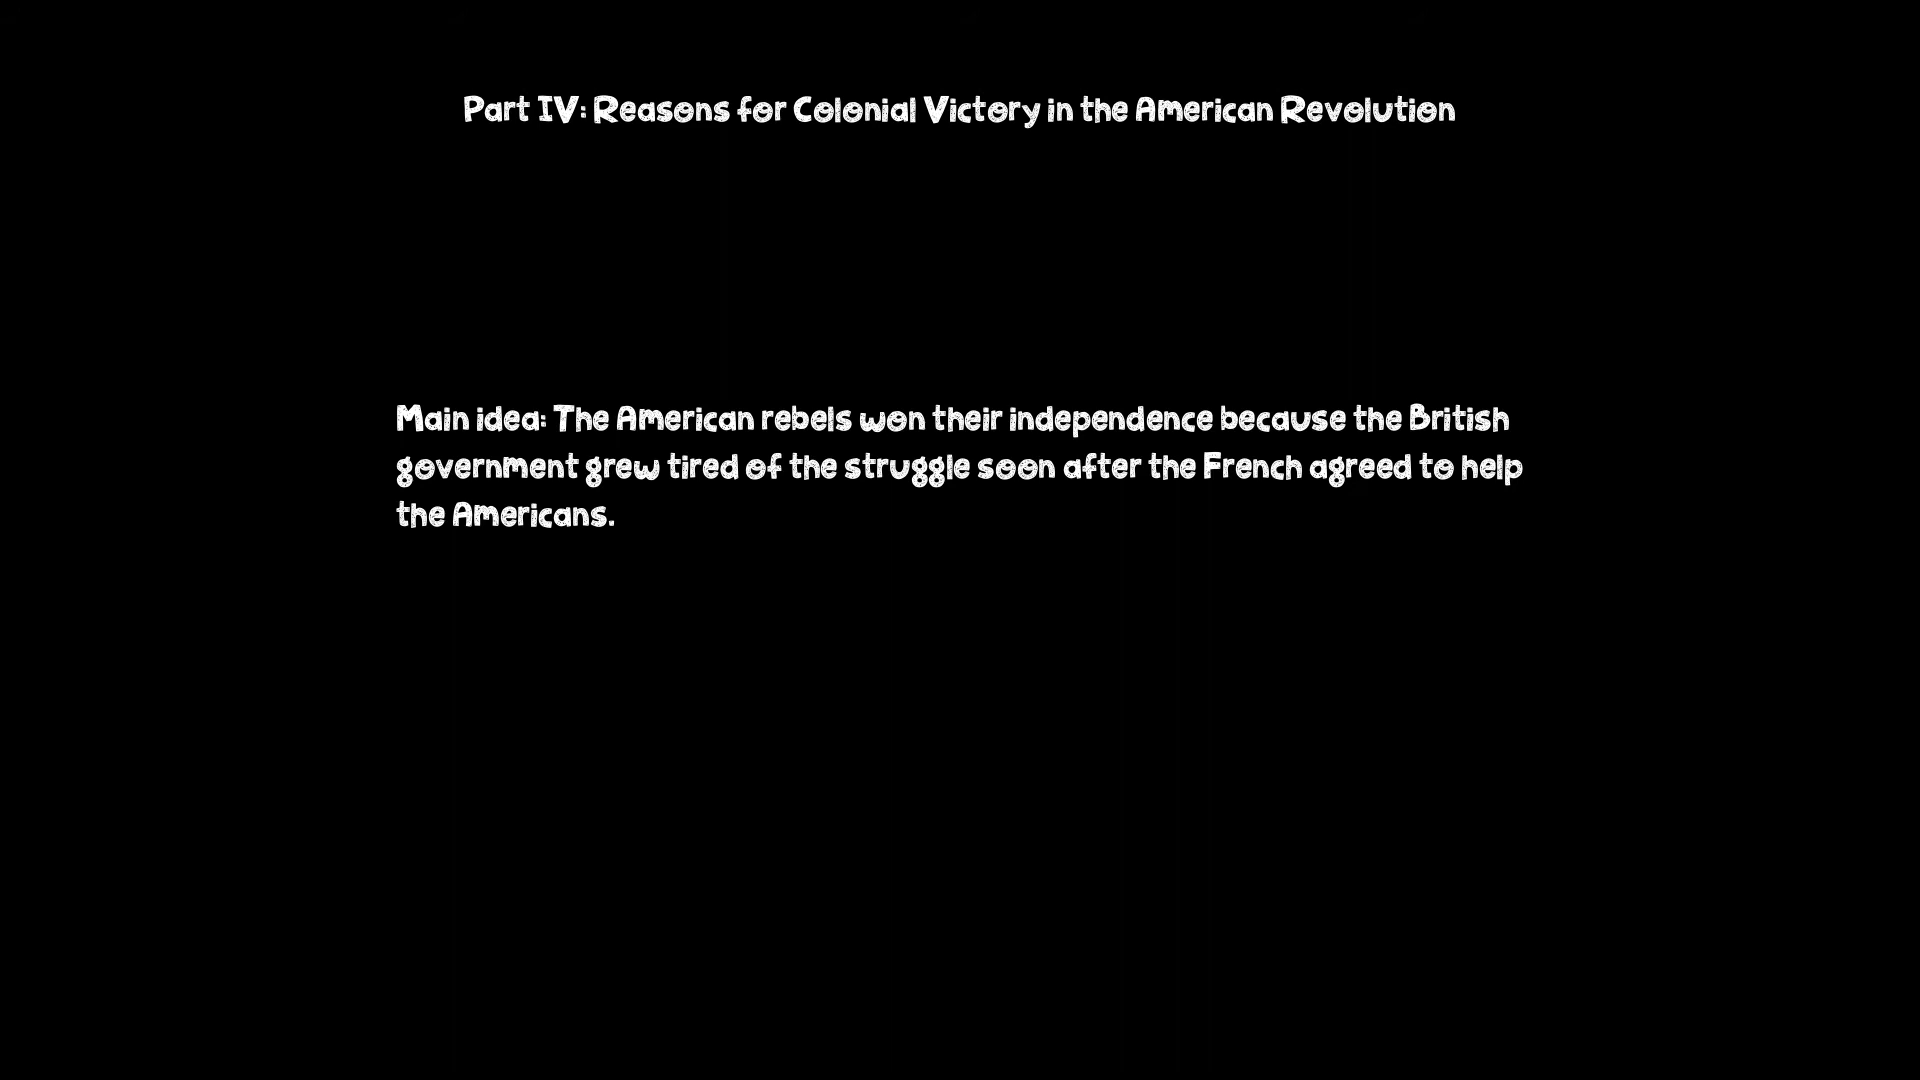 Part IV: Reasons for Colonial Victory in the American Revolution
Main idea: The American rebels won their independence because the British
government grew tired of the struggle soon after the French agreed to help
the Americans.